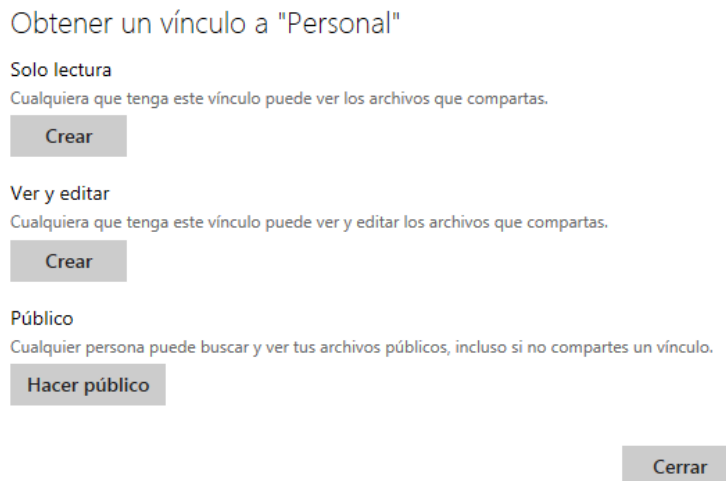 Obtener un vínculo a "Personal"
Solo lectura
Cualquiera que tenga este vínculo puede ver los archivos que compartas.
Crear
Ver y editar
Cualquiera que tenga este vínculo puede ver y editar los archivos que compartas.
Crear
Público
Cualquier persona puede buscar y ver tus archivos públicos, incluso si no compartes un vínculo.
Hacer público
Cerrar